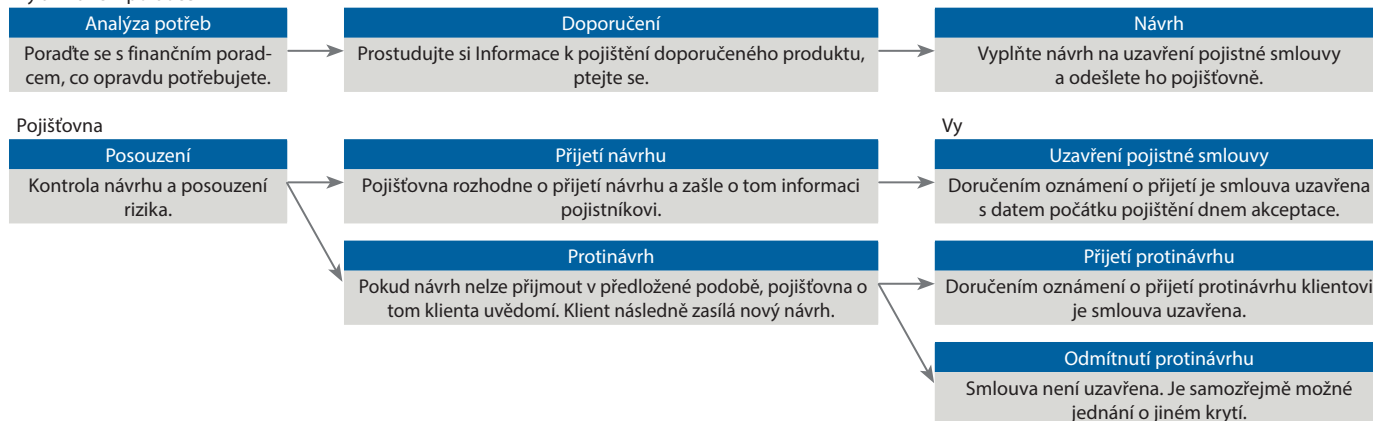 Analýza potřeb
Poraďte se s finančním porad-
cem, co opravdu potřebujete.
Doporučení
Prostudujte si Informace k pojištění doporučeného produktu,
ptejte se.
Návrh
Vyplňte návrh na uzavření pojistné smlouvy
a odešlete ho pojišťovně.
Pojišťovna
Vy
Posouzení
Kontrola návrhu a posouzení
rizika.
Přijetí návrhu
Pojišťovna rozhodne o přijetí návrhu a zašle o tom informaci
pojistníkovi.
Uzavření pojistné smlouvy
Doručením oznámení o přijetí je smlouva uzavřena
s datem počátku pojištění dnem akceptace.
Protinávrh
Pokud návrh nelze přijmout v předložené podobě, pojišťovna o
tom klienta uvědomí. Klient následně zasílá nový návrh.
Přijetí protinávrhu
Doručením oznámení o přijetí protinávrhu klientovi
je smlouva uzavřena.
Odmítnutí protinávrhu
Smlouva není uzavřena. Je samozřejmě možné
jednání o jiném krytí.